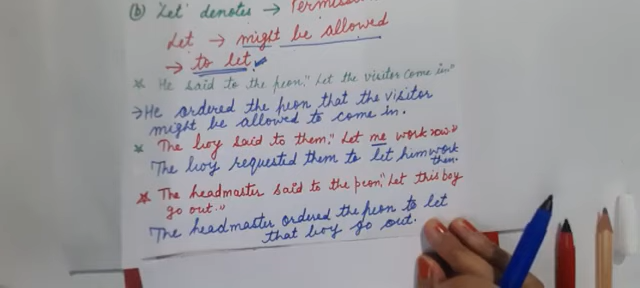 (b) 'Let' denotes → Permission
Let → might be allowed
→ to let.
He said to the peon, "Let the visitor come in."
→ He ordered the peon that the visitor
might be allowed to come in.
The boy said to them, "Let me work now."
The boy requested them to let him work
then.
The headmaster said to the peon, "Let this boy
go out."
The headmaster ordered the peon to let
that boy go out.